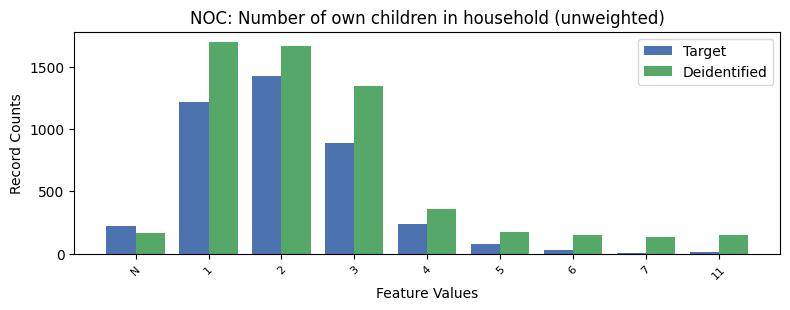 NOC: Number of own children in household (unweighted)
Target
Deidentified
Record Counts
1500
1000
500
0
N 1 2 3 4 5 6 7 11
Feature Values